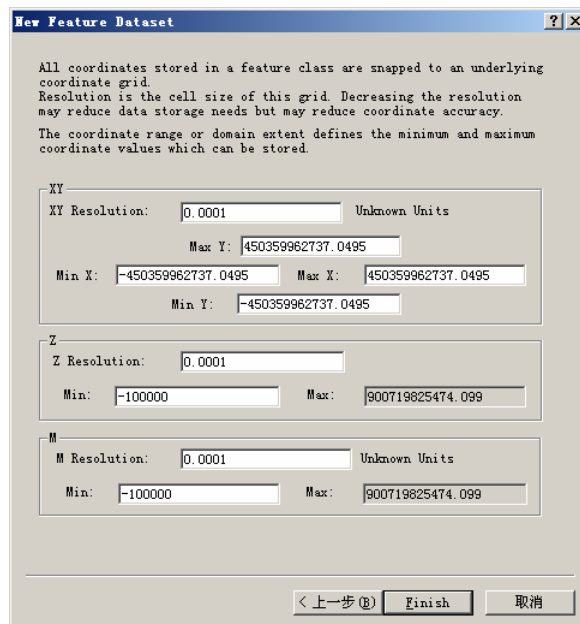 New Feature Dataset
All coordinates stored in a feature class are snapped to an underlying
coordinate grid.
Resolution is the cell size of this grid. Decreasing the resolution
may reduce data storage needs but may reduce coordinate accuracy.
The coordinate range or domain extent defines the minimum and maximum
coordinate values which can be stored.
XY
XY Resolution: 0.0001 Unknown Units
Max Y: 450359962737.0495
Min X: -450359962737.0495 Max X: 450359962737.0495
Min Y: -450359962737.0495
Z
Z Resolution: 0.0001
Min: -100000 Max: 900719825474.099
M
M Resolution: 0.0001 Unknown Units
Min: -100000 Max: 900719825474.099
< 上一步(B) Finish 取消